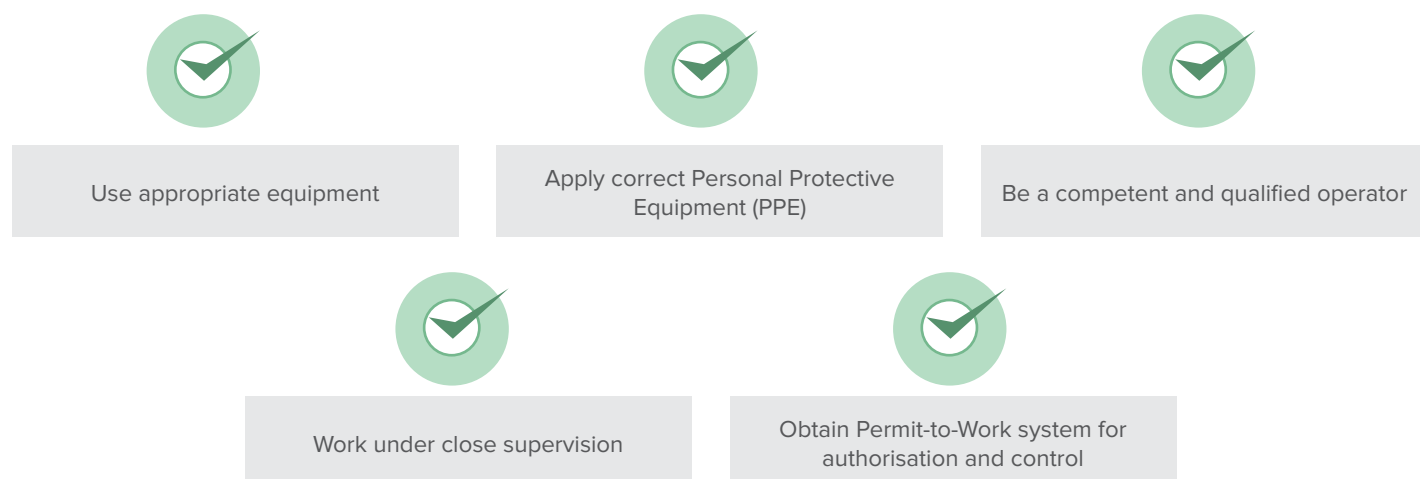 Use appropriate equipment
Apply correct Personal Protective
Equipment (PPE)
Be a competent and qualified operator
Work under close supervision
Obtain Permit-to-Work system for
authorisation and control